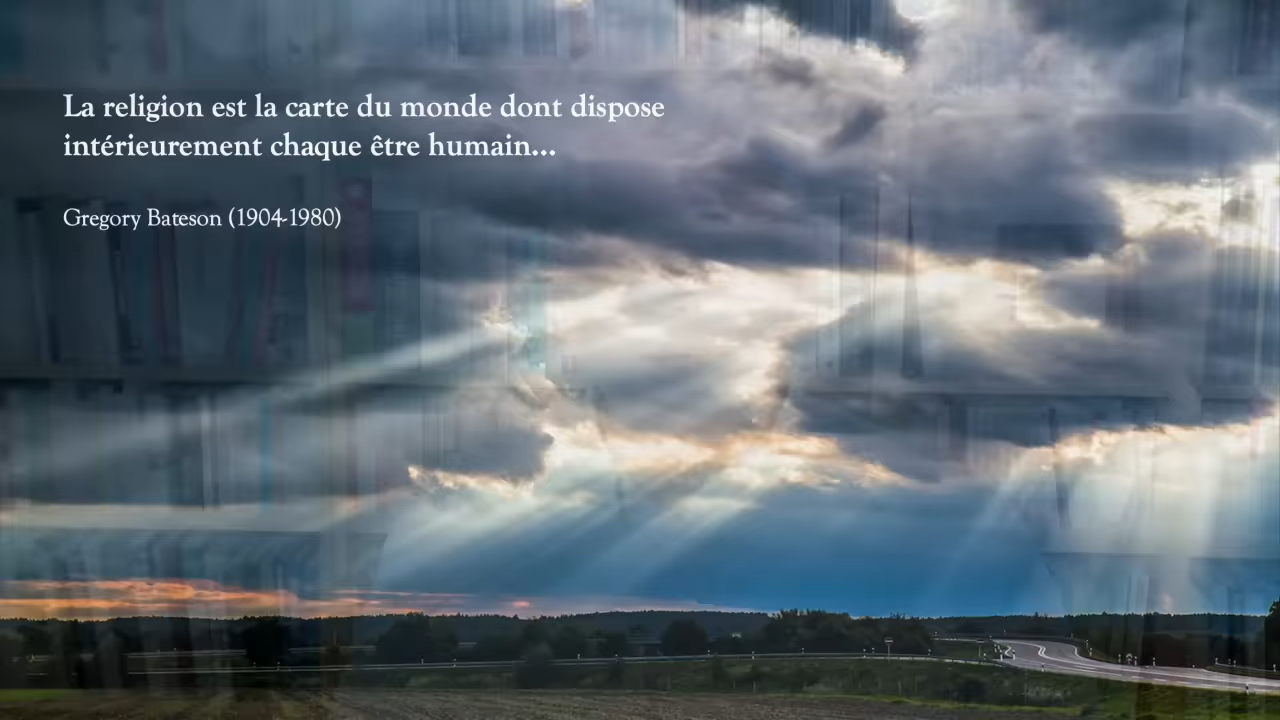 La religion est la carte du monde dont dispose
intérieurement chaque être humain...
Gregory Bateson (1904-1980)